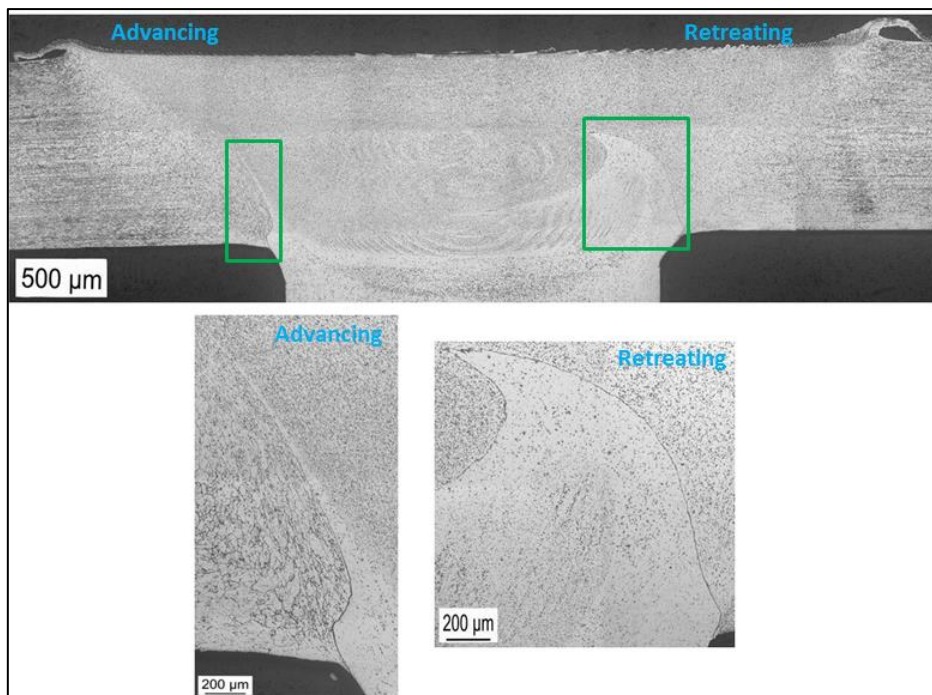 Advancing
Retreating
500 µm
Advancing
Retreating
200 µm
200 µm